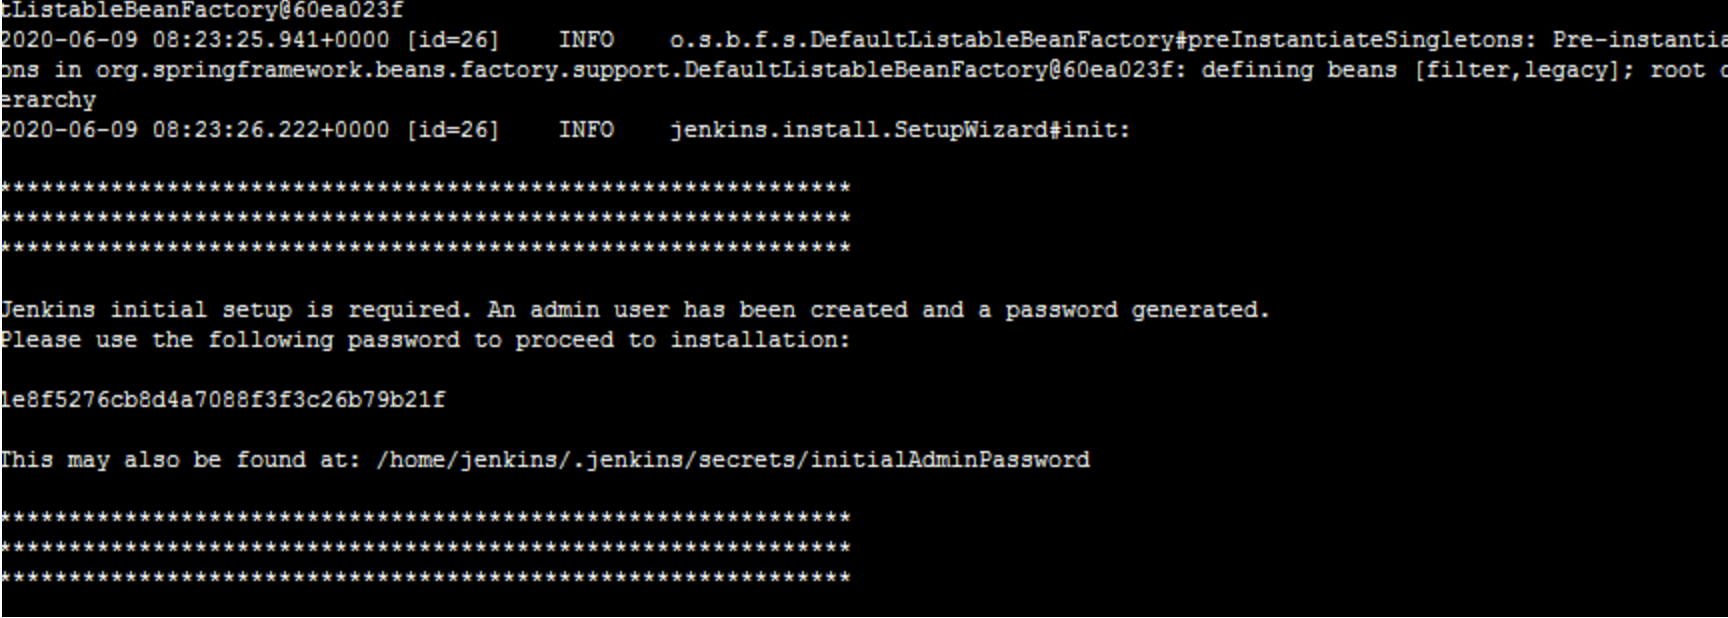 tListableBeanFactory@60ea023f
2020-06-09 08:23:25.941+0000 [id=26] INFO o.s.b.f.s.DefaultListableBeanFactory#preInstantiateSingletons: Pre-instantia
ons in org.springframework.beans.factory.support.DefaultListableBeanFactory@60ea023f: defining beans [filter,legacy]; root
erarchy
2020-06-09 08:23:26.222+0000 [id=26] INFO jenkins.install.SetupWizard#init:
*************************************************************
*************************************************************
*************************************************************
Jenkins initial setup is required. An admin user has been created and a password generated.
Please use the following password to proceed to installation:
1e8f5276cb8d4a7088f3f3c26b79b21f
This may also be found at: /home/jenkins/.jenkins/secrets/initialAdminPassword
*************************************************************
*************************************************************
*************************************************************